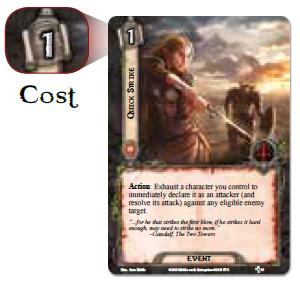 1
1
Cost
QUICK STRIKE
Action: Exhaust a character you control to
immediately declare it as an attacker (and
resolve its attack) against any eligible enemy
target.
"...for he that strikes the first blow, if he strikes it hard
enough, may need to strike no more."
–Gandalf, The Two Towers
EVENT